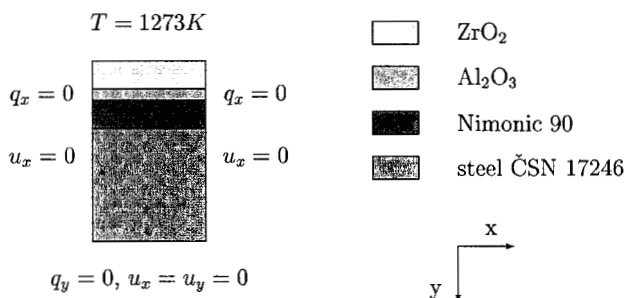 T = 1273K
q_x = 0
q_x = 0
u_x = 0
u_x = 0
q_y = 0, u_x = u_y = 0
ZrO₂
Al₂O₃
Nimonic 90
steel ČSN 17246
x
y